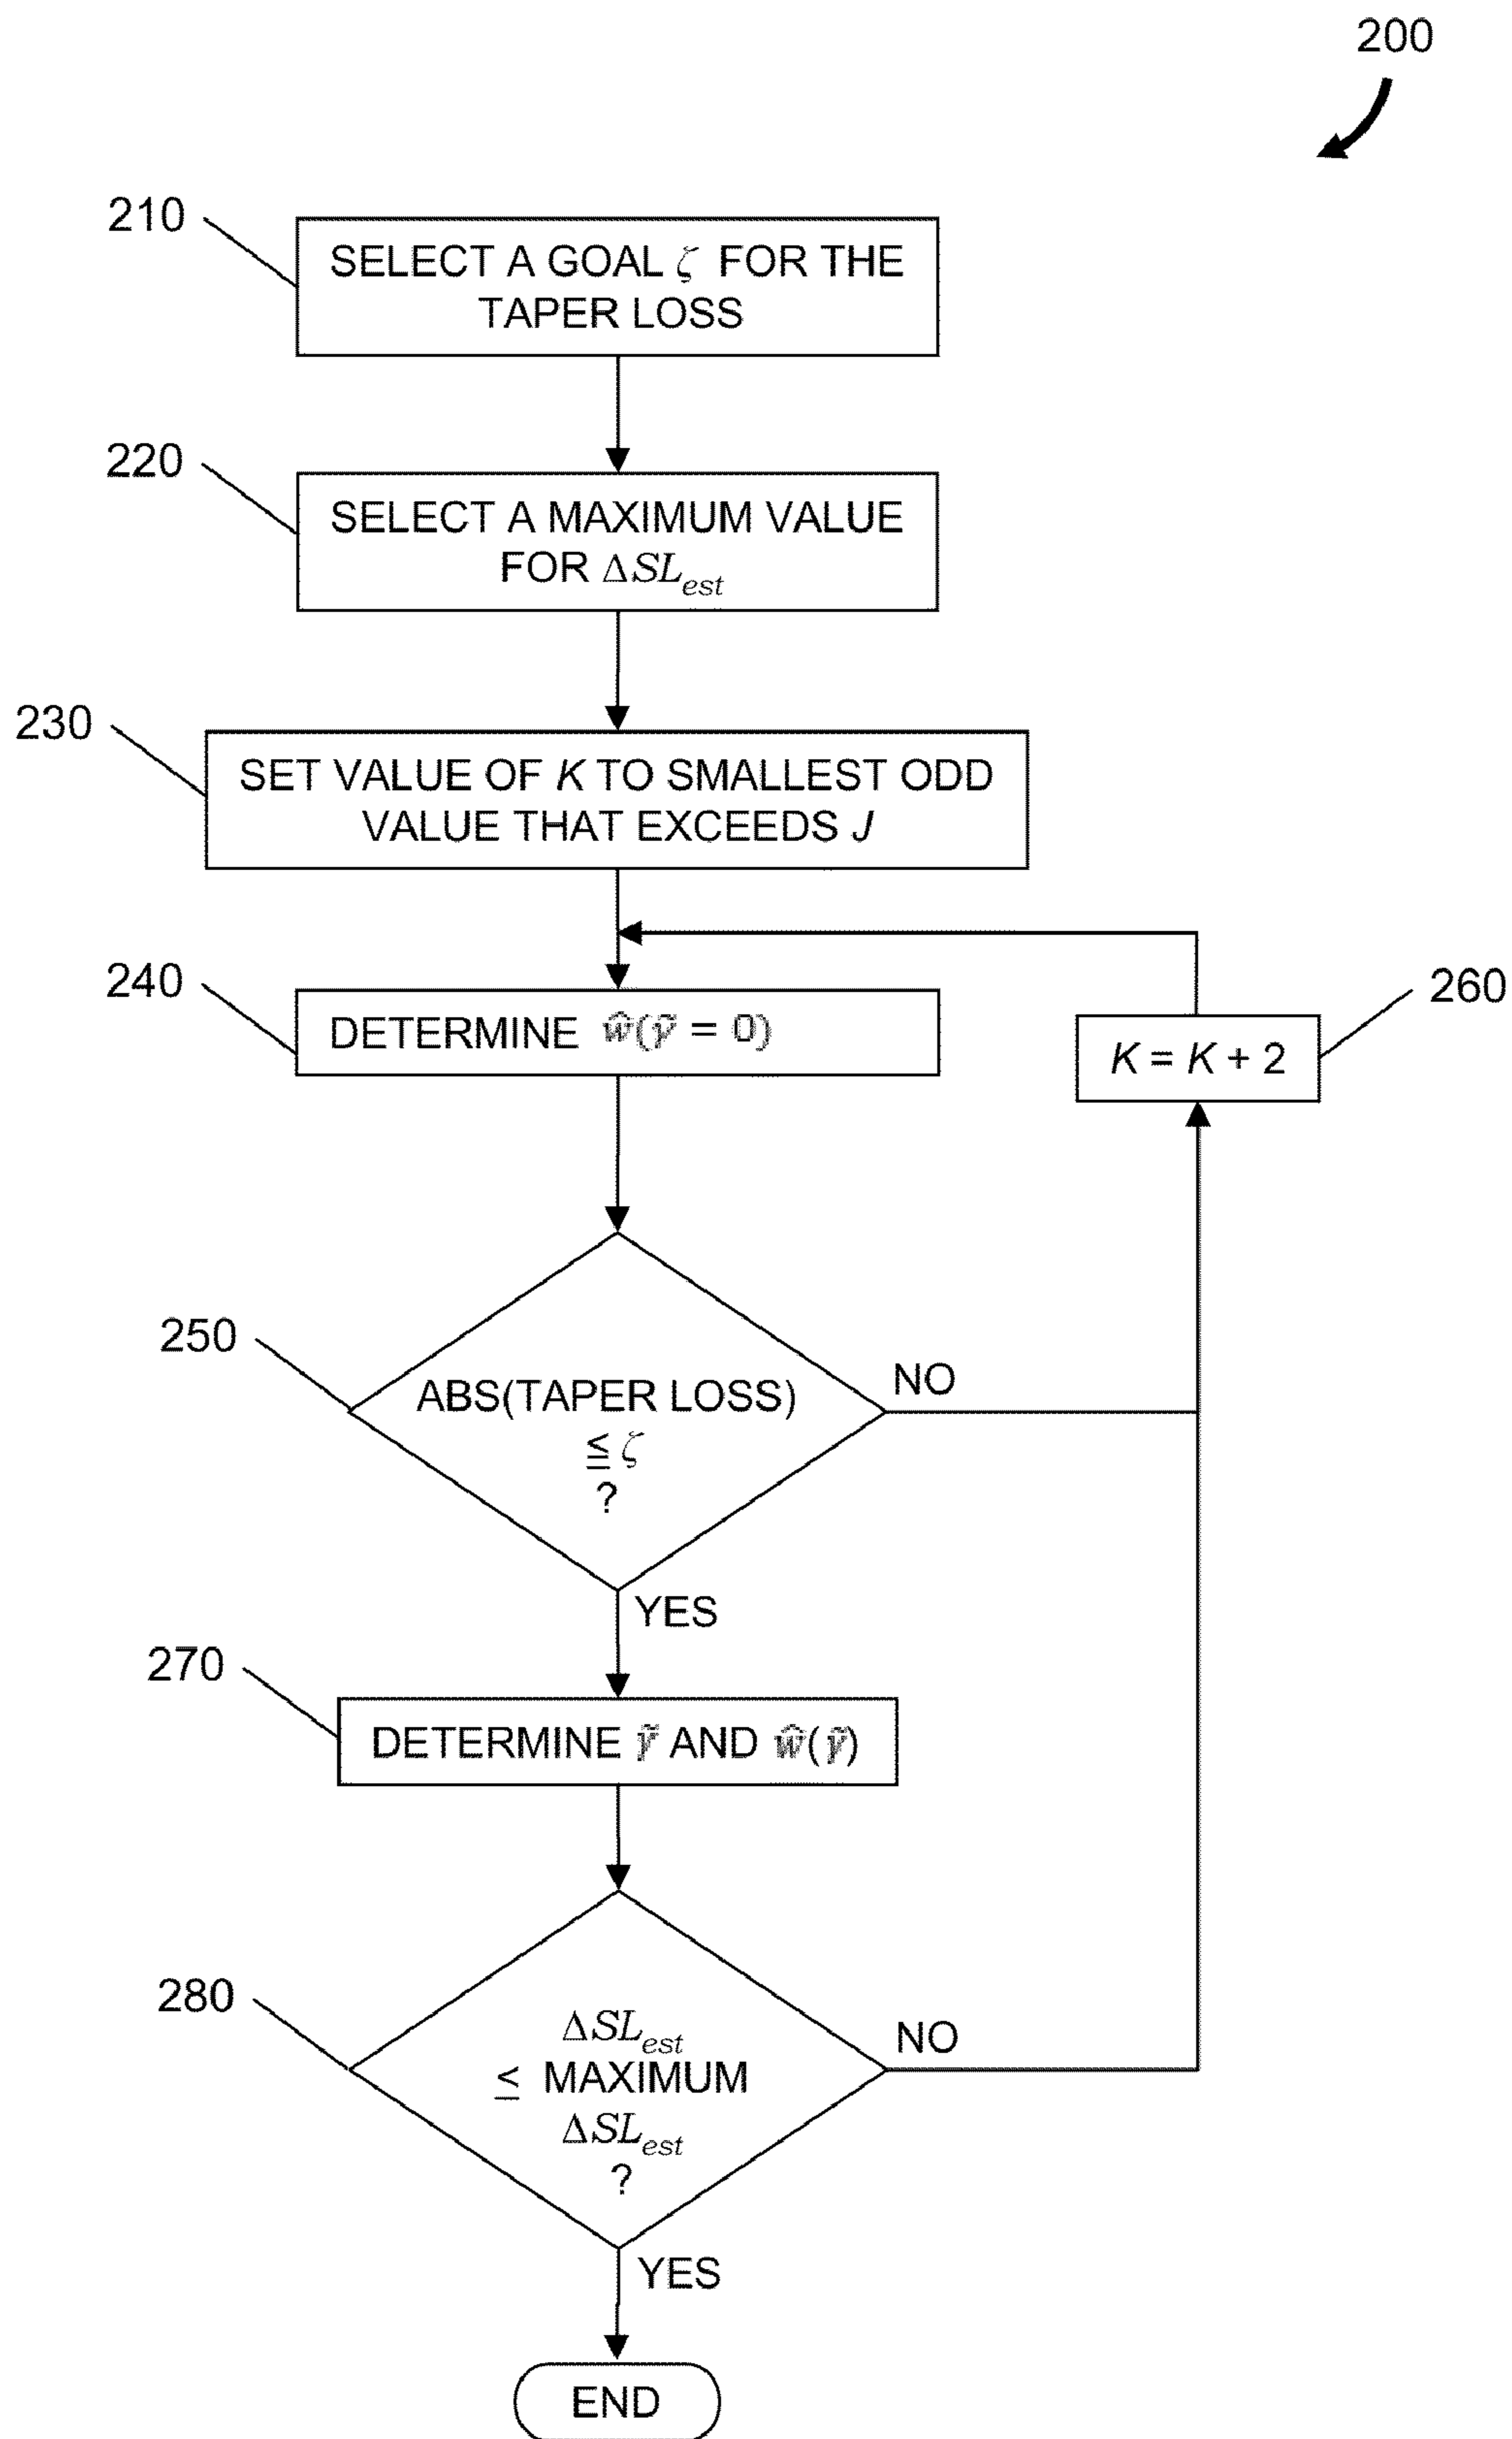 200
210
SELECT A GOAL ζ FOR THE
TAPER LOSS
220
SELECT A MAXIMUM VALUE
FOR ΔSL_est
230
SET VALUE OF K TO SMALLEST ODD
VALUE THAT EXCEEDS J
240
DETERMINE ŵ(γ̃ = 0)
260
K = K + 2
250
ABS(TAPER LOSS)
≦ ζ
?
NO
YES
270
DETERMINE γ̃ AND ŵ(γ̃)
280
ΔSL_est
≤ MAXIMUM
ΔSL_est
?
NO
YES
END